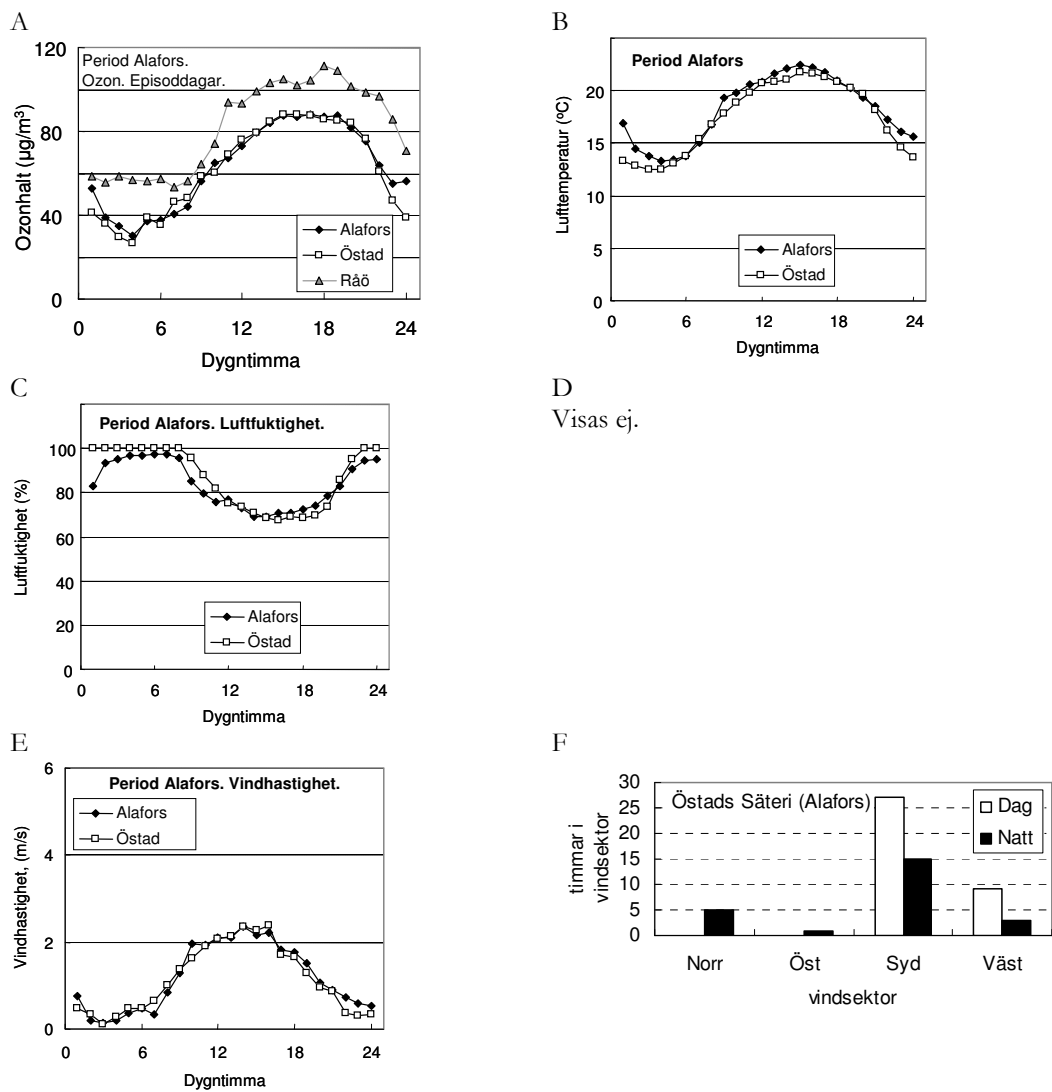 A
Period Alafors.
Ozon. Episoddagar.
Ozonhalt (µg/m³)
120
80
40
0
0
6
12
18
24
Dygntimma
Alafors
Östad
Råö
B
Period Alafors
Lufttemperatur (ºC)
20
15
10
5
0
0
6
12
18
24
Dygntimma
Alafors
Östad
C
Period Alafors. Luftfuktighet.
Luftfuktighet (%)
100
80
60
40
20
0
0
6
12
18
24
Dygntimma
Alafors
Östad
D
Visas ej.
E
Period Alafors. Vindhastighet.
Vindhastighet, (m/s)
6
4
2
0
0
6
12
18
24
Dygntimma
Alafors
Östad
F
Östads Säteri (Alafors)
timmar i
vindsektor
30
25
20
15
10
5
0
Dag
Natt
Norr
Öst
Syd
Väst
vindsektor